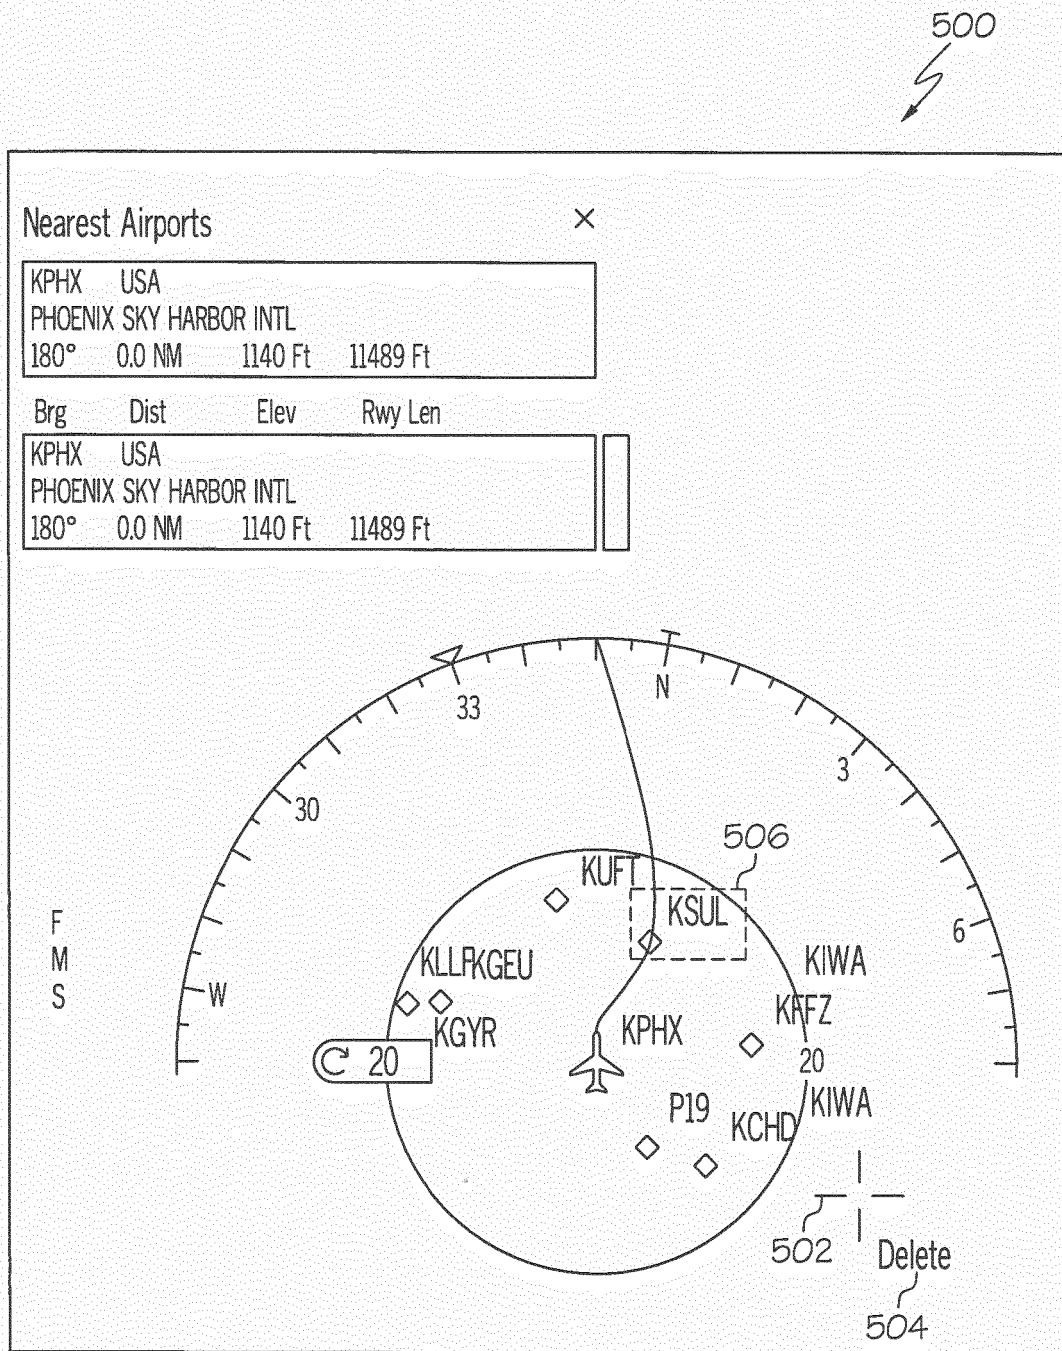 500
Nearest Airports ×
KPHX USA
PHOENIX SKY HARBOR INTL
180° 0.0 NM 1140 Ft 11489 Ft
Brg Dist Elev Rwy Len
KPHX USA
PHOENIX SKY HARBOR INTL
180° 0.0 NM 1140 Ft 11489 Ft
33
N
3
30
506
KUFT
KSUL
F
M
S
6
KLLR
KGEU
KIWA
W
KFFZ
KGYR
KPHX
20
20
P19
KIWA
KCHD
502
Delete
504